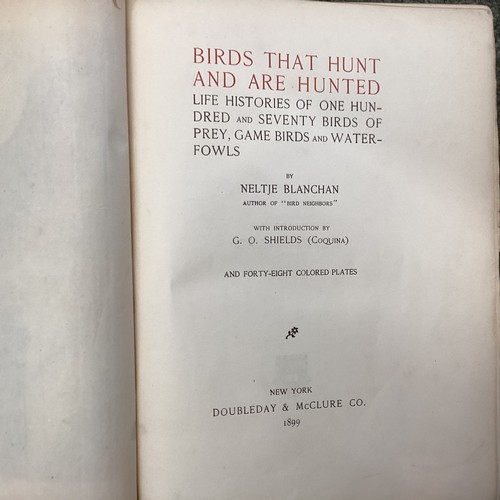 BIRDS THAT HUNT
AND ARE HUNTED
LIFE HISTORIES OF ONE HUN-
DRED AND SEVENTY BIRDS OF
PREY, GAME BIRDS AND WATER-
FOWLS
BY
NELTJE BLANCHAN
AUTHOR OF "BIRD NEIGHBORS"
WITH INTRODUCTION BY
G. O. SHIELDS (COQUINA)
AND FORTY-EIGHT COLORED PLATES
NEW YORK
DOUBLEDAY & McCLURE CO.
1899